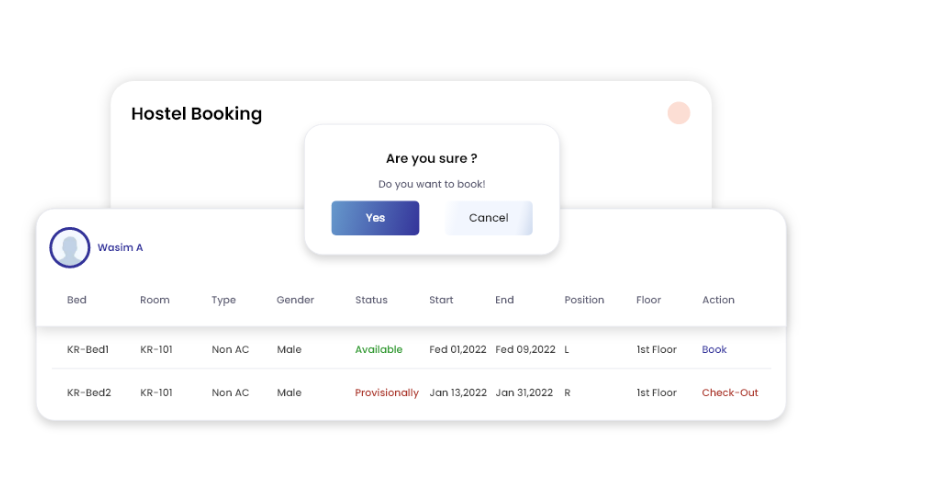 Hostel Booking
Are you sure ?
Do you want to book!
Yes Cancel
Wasim A
Bed Room Type Gender Status Start End Position Floor Action
KR-Bed1 KR-101 Non AC Male Available Fed 01,2022 Fed 09,2022 L 1st Floor Book
KR-Bed2 KR-101 Non AC Male Provisionally Jan 13,2022 Jan 31,2022 R 1st Floor Check-Out